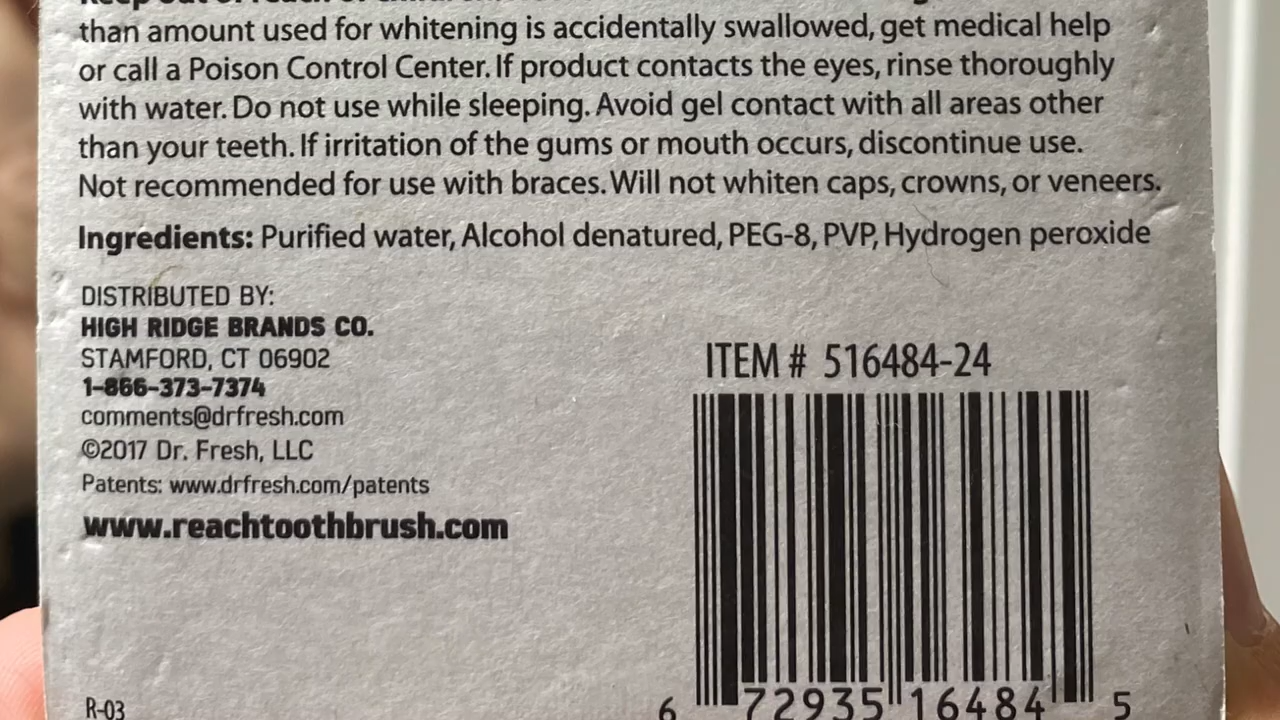 than amount used for whitening is accidentally swallowed, get medical help
or call a Poison Control Center. If product contacts the eyes, rinse thoroughly
with water. Do not use while sleeping. Avoid gel contact with all areas other
than your teeth. If irritation of the gums or mouth occurs, discontinue use.
Not recommended for use with braces. Will not whiten caps, crowns, or veneers.
Ingredients: Purified water, Alcohol denatured, PEG-8, PVP, Hydrogen peroxide
DISTRIBUTED BY:
HIGH RIDGE BRANDS CO.
STAMFORD, CT 06902
1-866-373-7374
comments@drfresh.com
©2017 Dr. Fresh, LLC
Patents: www.drfresh.com/patents
www.reachtoothbrush.com
R-03
ITEM # 516484-24
6 72935 16484 5